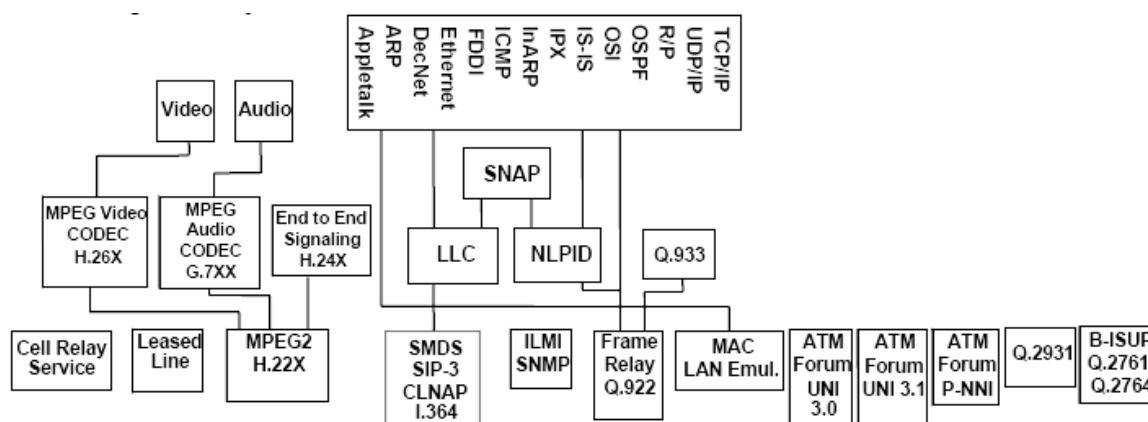 Appletalk
ARP
DecNet
Ethernet
FDDI
ICMP
InARP
IPX
IS-IS
OSI
OSPF
R/P
UDP/IP
TCP/IP
Video
Audio
SNAP
MPEG Video
CODEC
H.26X
MPEG
Audio
CODEC
G.7XX
End to End
Signaling
H.24X
LLC
NLPID
Q.933
Cell Relay
Service
Leased
Line
MPEG2
H.22X
SMDS
SIP-3
CLNAP
I.364
ILMI
SNMP
Frame
Relay
Q.922
MAC
LAN Emul.
ATM
Forum
UNI
3.0
ATM
Forum
UNI 3.1
ATM
Forum
P-NNI
Q.2931
B-ISUP
Q.2761
Q.2764